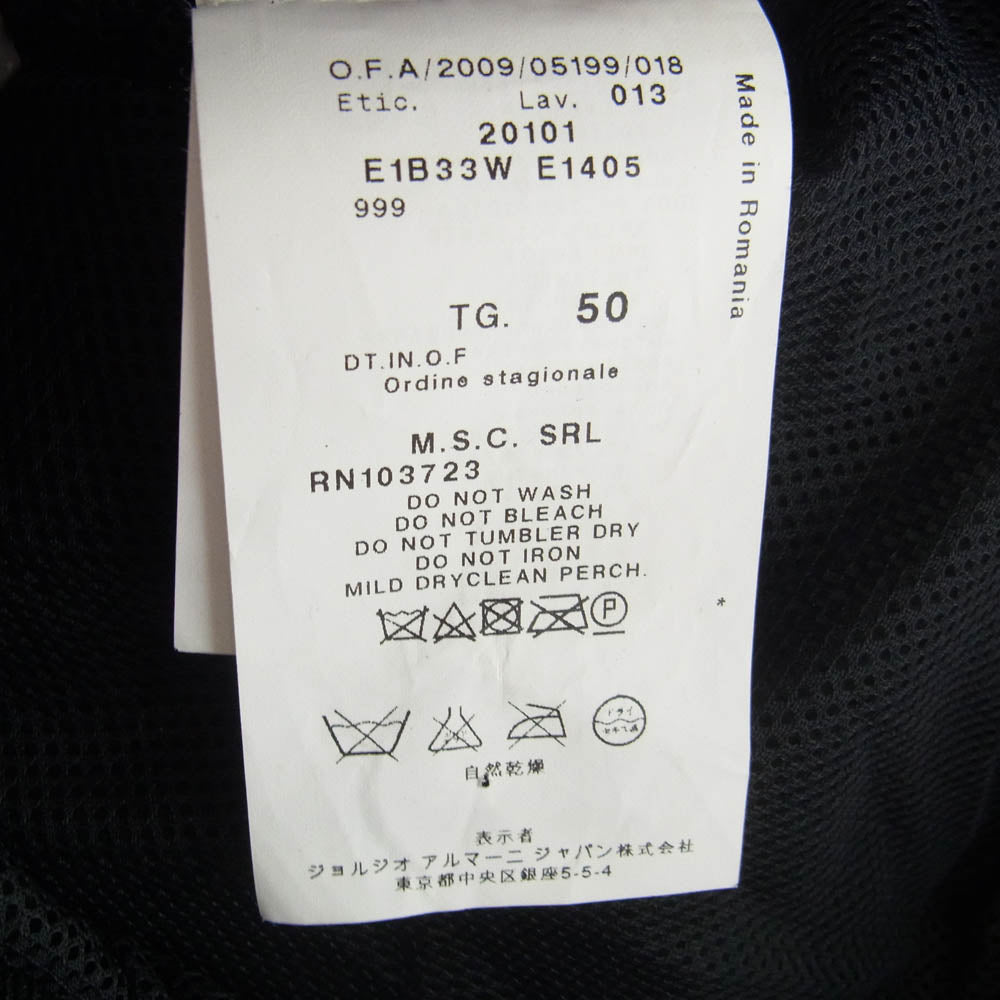 O.F.A/2009/05199/018
Etic. Lav. 013
20101
E1B33W E1405
999
Made in Romania
TG. 50
DT.IN.O.F
Ordine stagionale
M.S.C. SRL
RN103723
DO NOT WASH
DO NOT BLEACH
DO NOT TUMBLER DRY
DO NOT IRON
MILD DRYCLEAN PERCH.
P
*
ドライ
自然乾燥
表示者
ジョルジオ アルマーニ ジャパン株式会社
東京都中央区銀座5-5-4